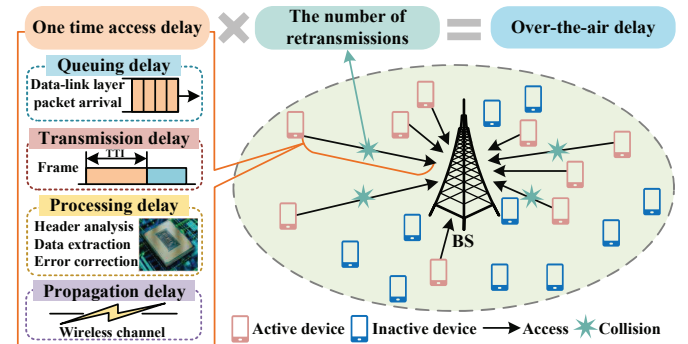 One time access delay
The number of
retransmissions
Over-the-air delay
Queuing delay
Data-link layer
packet arrival
Transmission delay
TTI
Frame
Processing delay
Header analysis
Data extraction
Error correction
Propagation delay
Wireless channel
BS
Active device
Inactive device
Access
Collision